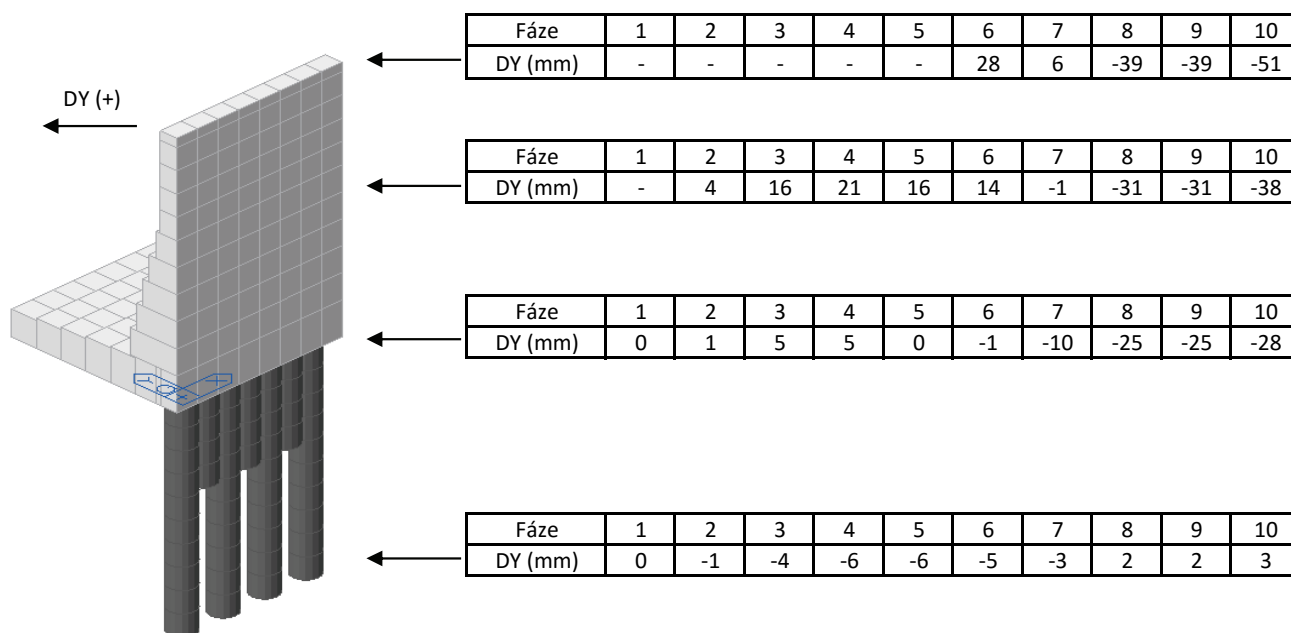 Fáze 1 2 3 4 5 6 7 8 9 10
DY (mm) - - - - - 28 6 -39 -39 -51
DY (+)
Fáze 1 2 3 4 5 6 7 8 9 10
DY (mm) - 4 16 21 16 14 -1 -31 -31 -38
Fáze 1 2 3 4 5 6 7 8 9 10
DY (mm) 0 1 5 5 0 -1 -10 -25 -25 -28
Y X
Fáze 1 2 3 4 5 6 7 8 9 10
DY (mm) 0 -1 -4 -6 -6 -5 -3 2 2 3